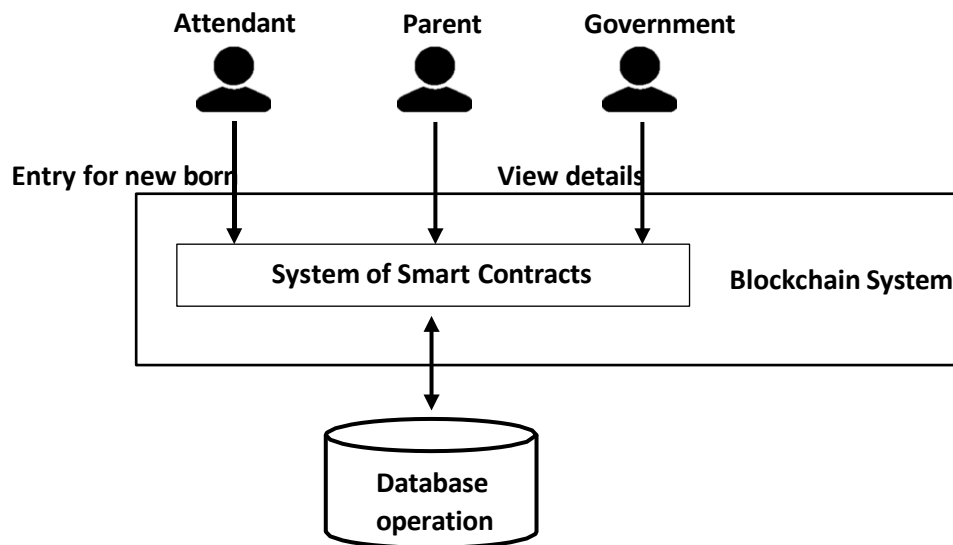 Attendant Parent Government
Entry for new born View details
System of Smart Contracts
Blockchain System
Database
operation